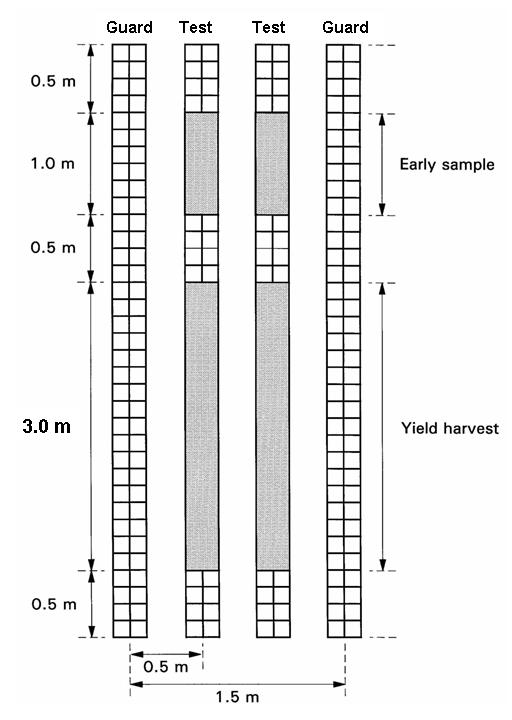 Guard Test Test Guard
0.5 m
1.0 m
Early sample
0.5 m
3.0 m
Yield harvest
0.5 m
0.5 m
1.5 m